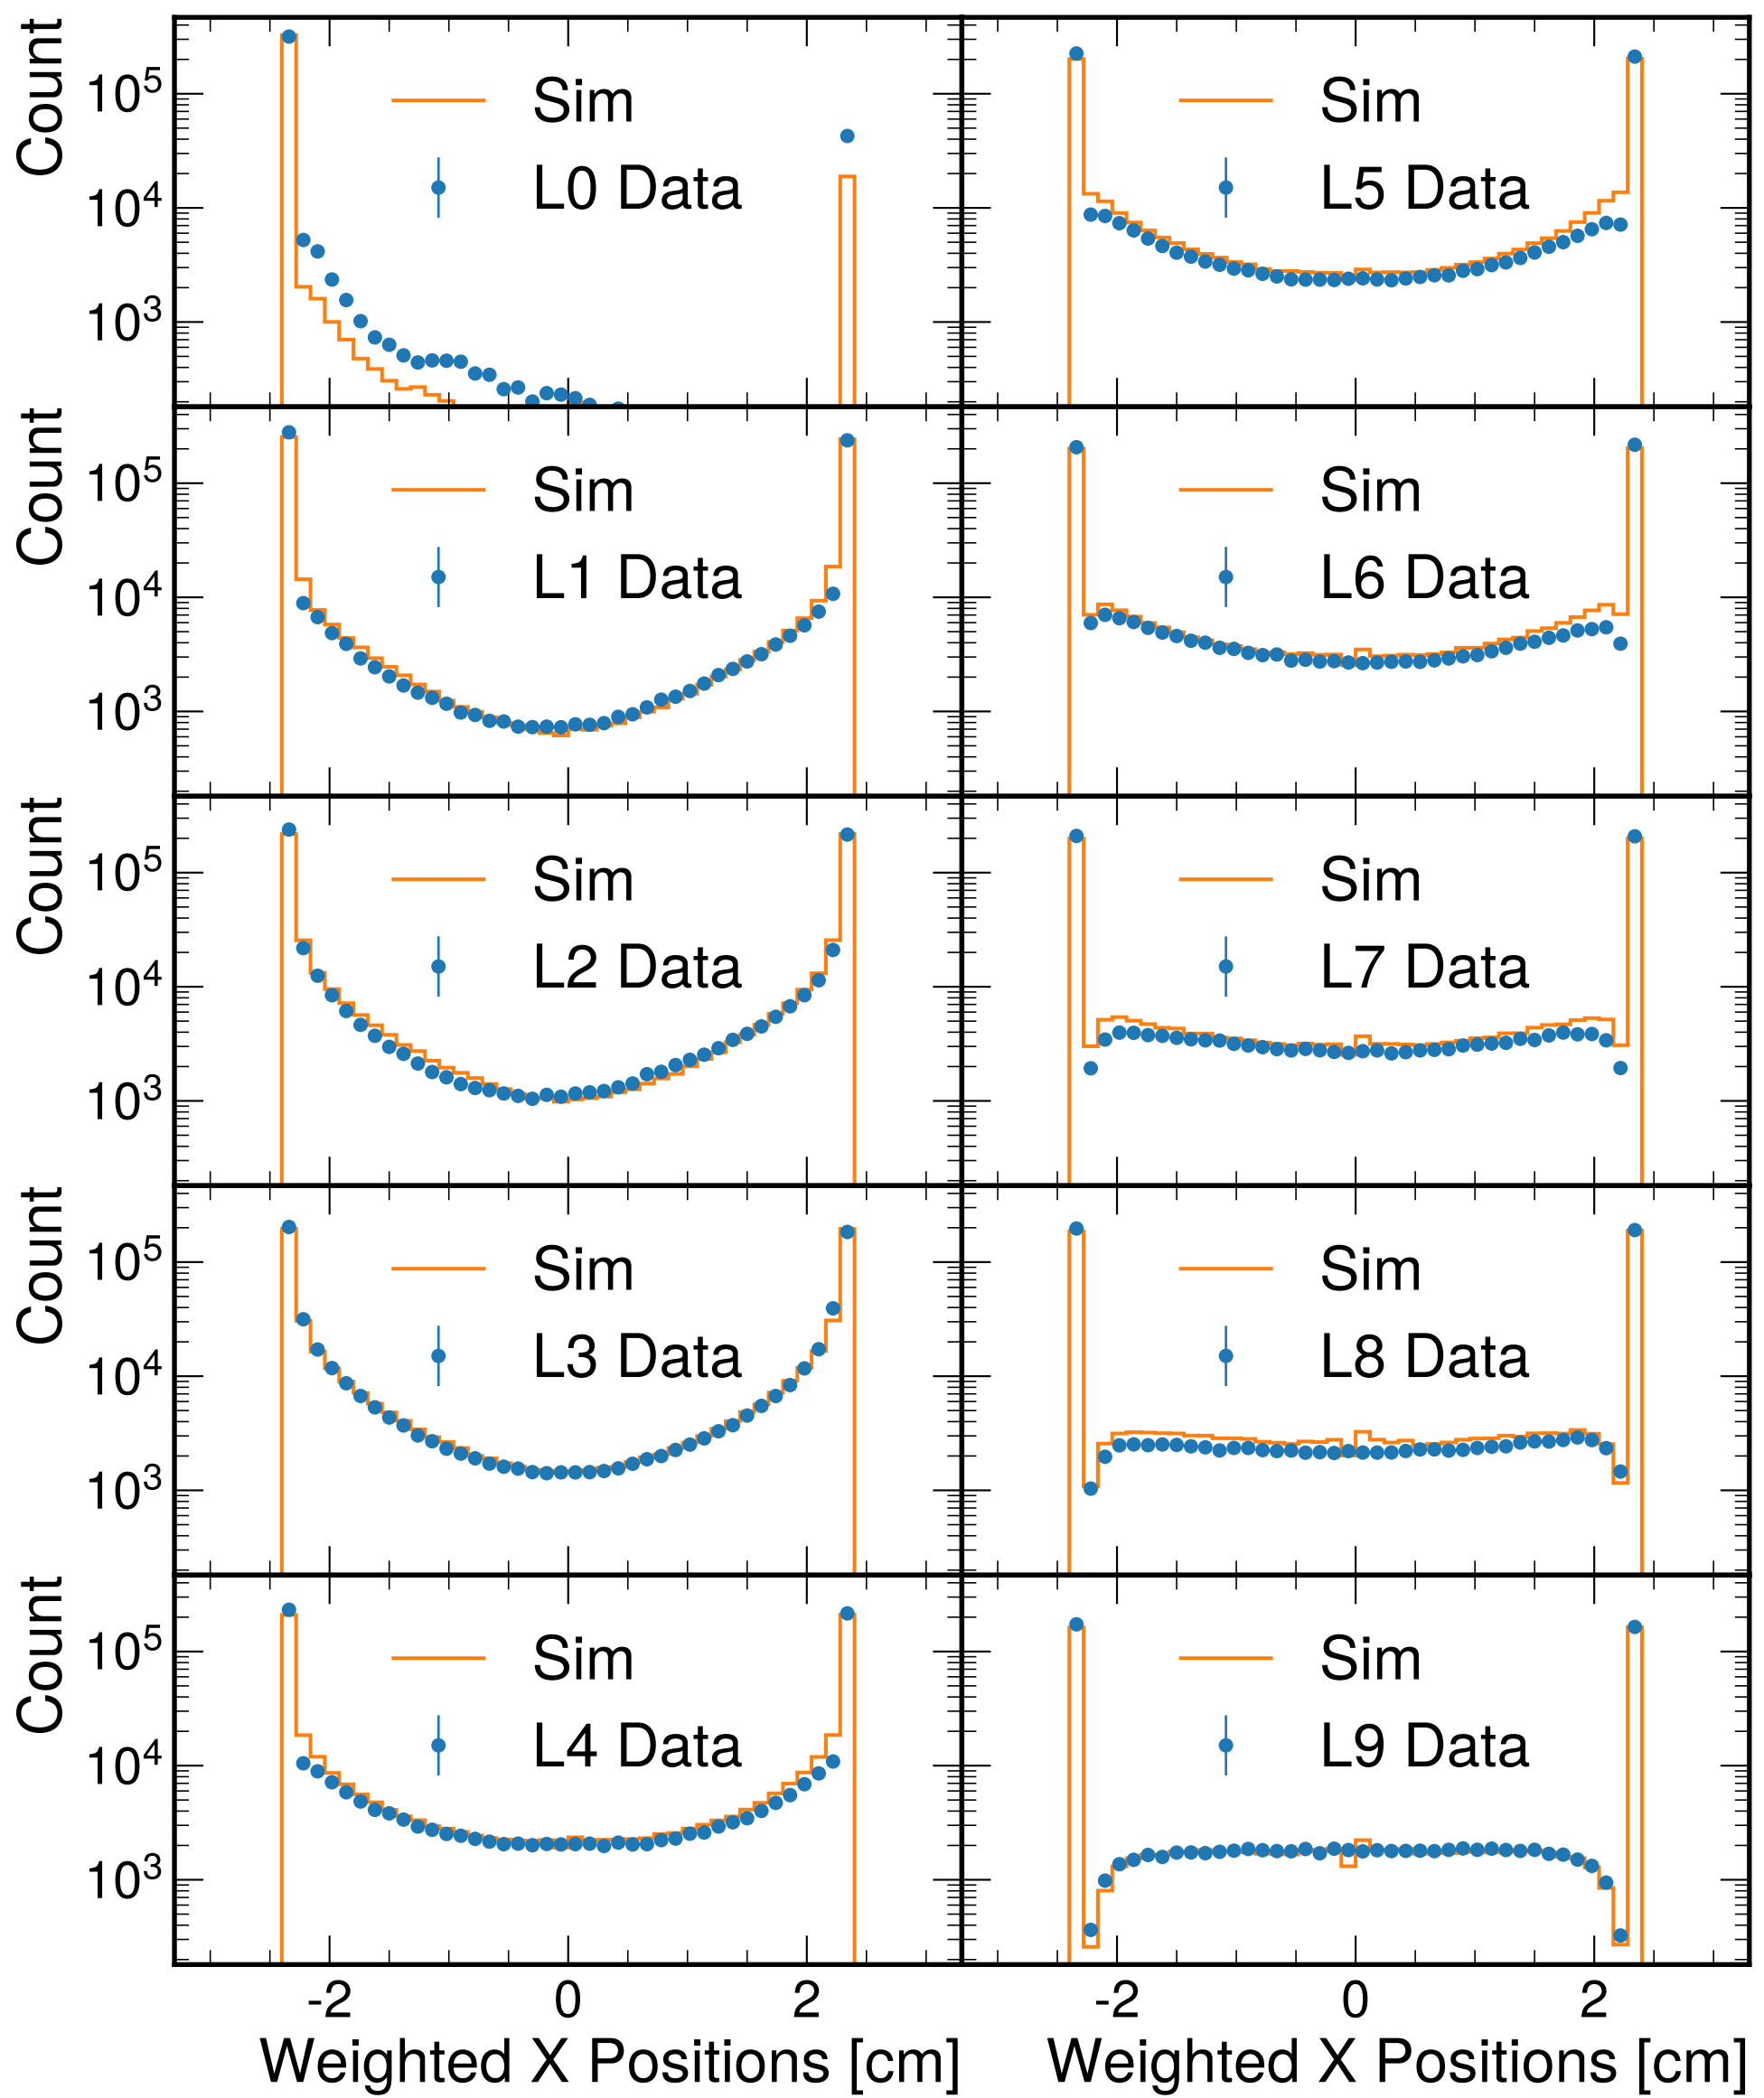 Count
10^5
10^4
10^3
Sim
L0 Data
Sim
L5 Data
Count
10^5
10^4
10^3
Sim
L1 Data
Sim
L6 Data
Count
10^5
10^4
10^3
Sim
L2 Data
Sim
L7 Data
Count
10^5
10^4
10^3
Sim
L3 Data
Sim
L8 Data
Count
10^5
10^4
10^3
Sim
L4 Data
Sim
L9 Data
-2 0 2
-2 0 2
Weighted X Positions [cm]
Weighted X Positions [cm]